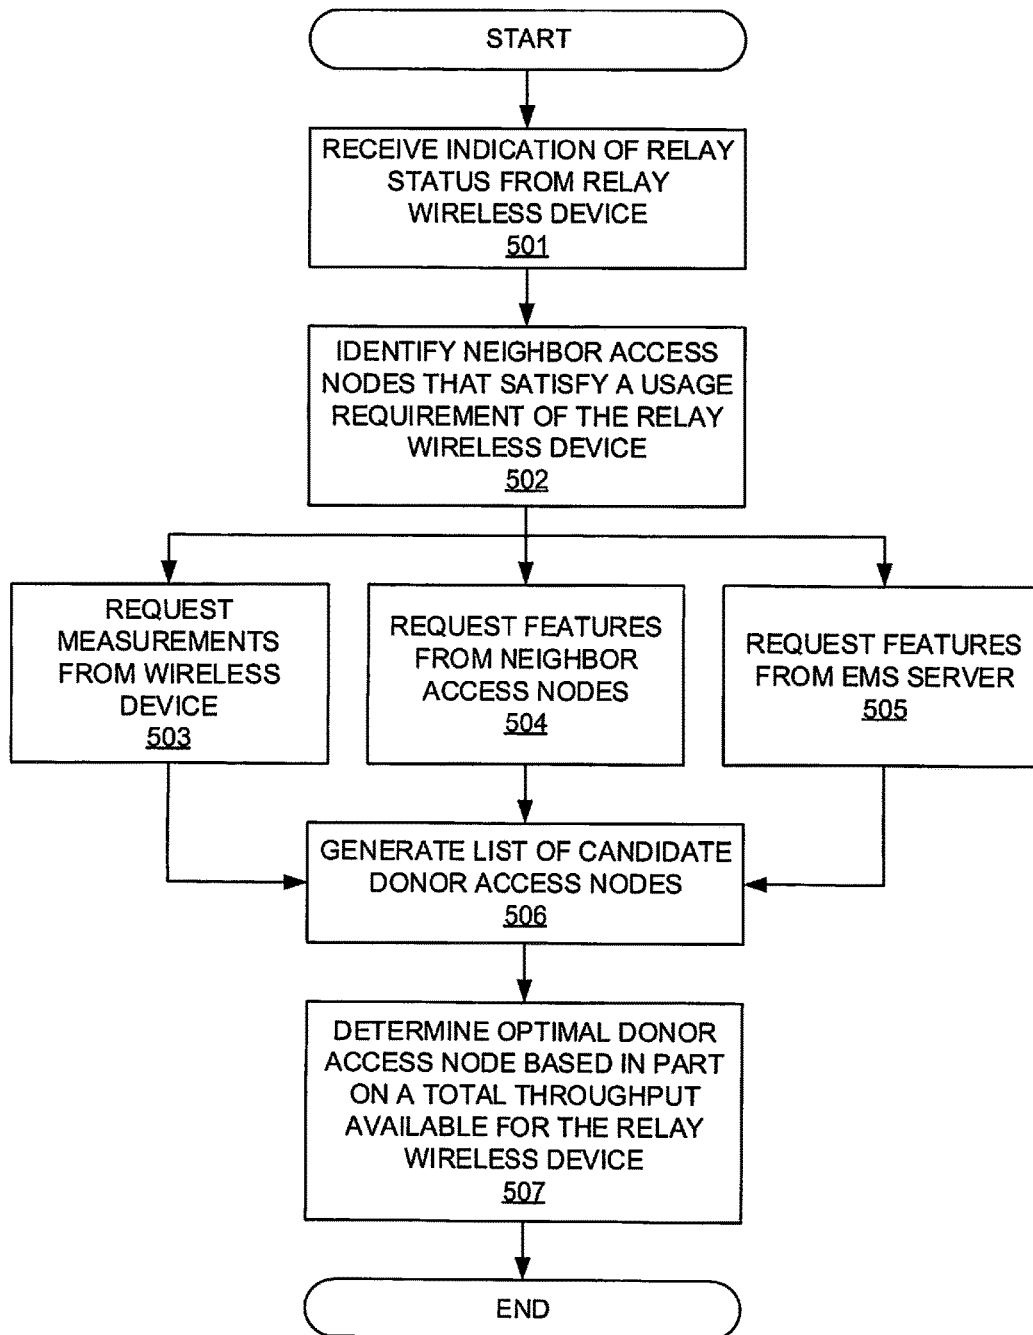 START
RECEIVE INDICATION OF RELAY
STATUS FROM RELAY
WIRELESS DEVICE
501
IDENTIFY NEIGHBOR ACCESS
NODES THAT SATISFY A USAGE
REQUIREMENT OF THE RELAY
WIRELESS DEVICE
502
REQUEST
MEASUREMENTS
FROM WIRELESS
DEVICE
503
REQUEST FEATURES
FROM NEIGHBOR
ACCESS NODES
504
REQUEST FEATURES
FROM EMS SERVER
505
GENERATE LIST OF CANDIDATE
DONOR ACCESS NODES
506
DETERMINE OPTIMAL DONOR
ACCESS NODE BASED IN PART
ON A TOTAL THROUGHPUT
AVAILABLE FOR THE RELAY
WIRELESS DEVICE
507
END